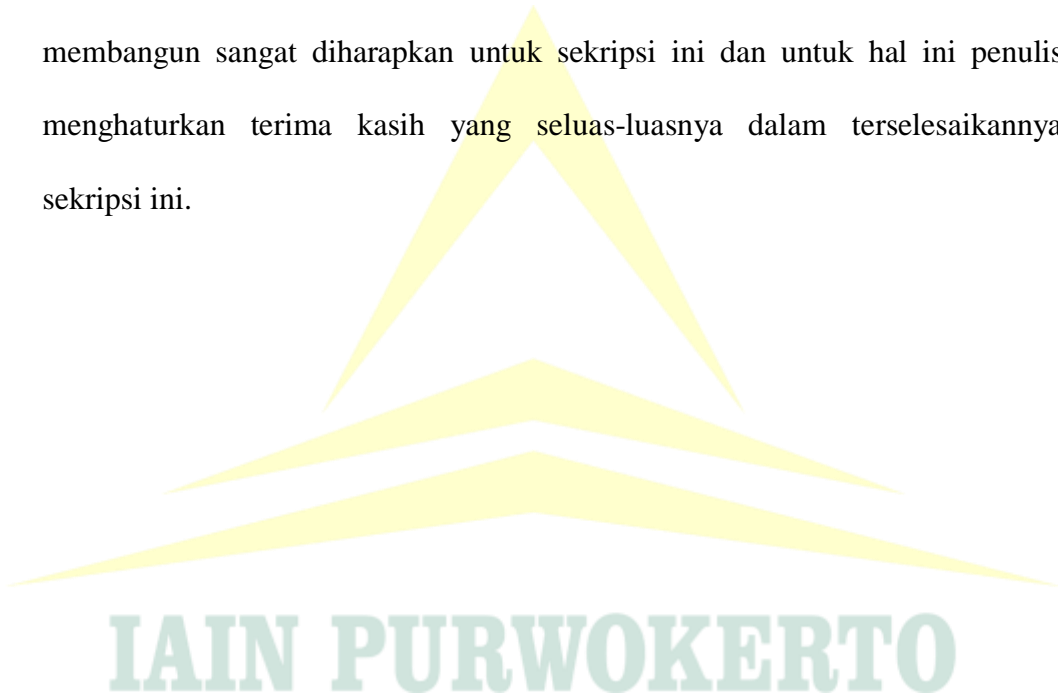 membangun sangat diharapkan untuk sekripsi ini dan untuk hal ini penulis
menghaturkan terima kasih yang seluas-luasnya dalam terselesaikannya
sekripsi ini.
IAIN PURWOKERTO